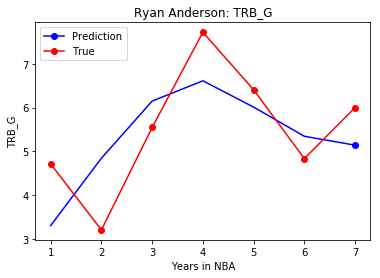 Ryan Anderson: TRB_G
Prediction
True
TRB_G
7
6
5
4
3
1
2
3
4
5
6
7
Years in NBA